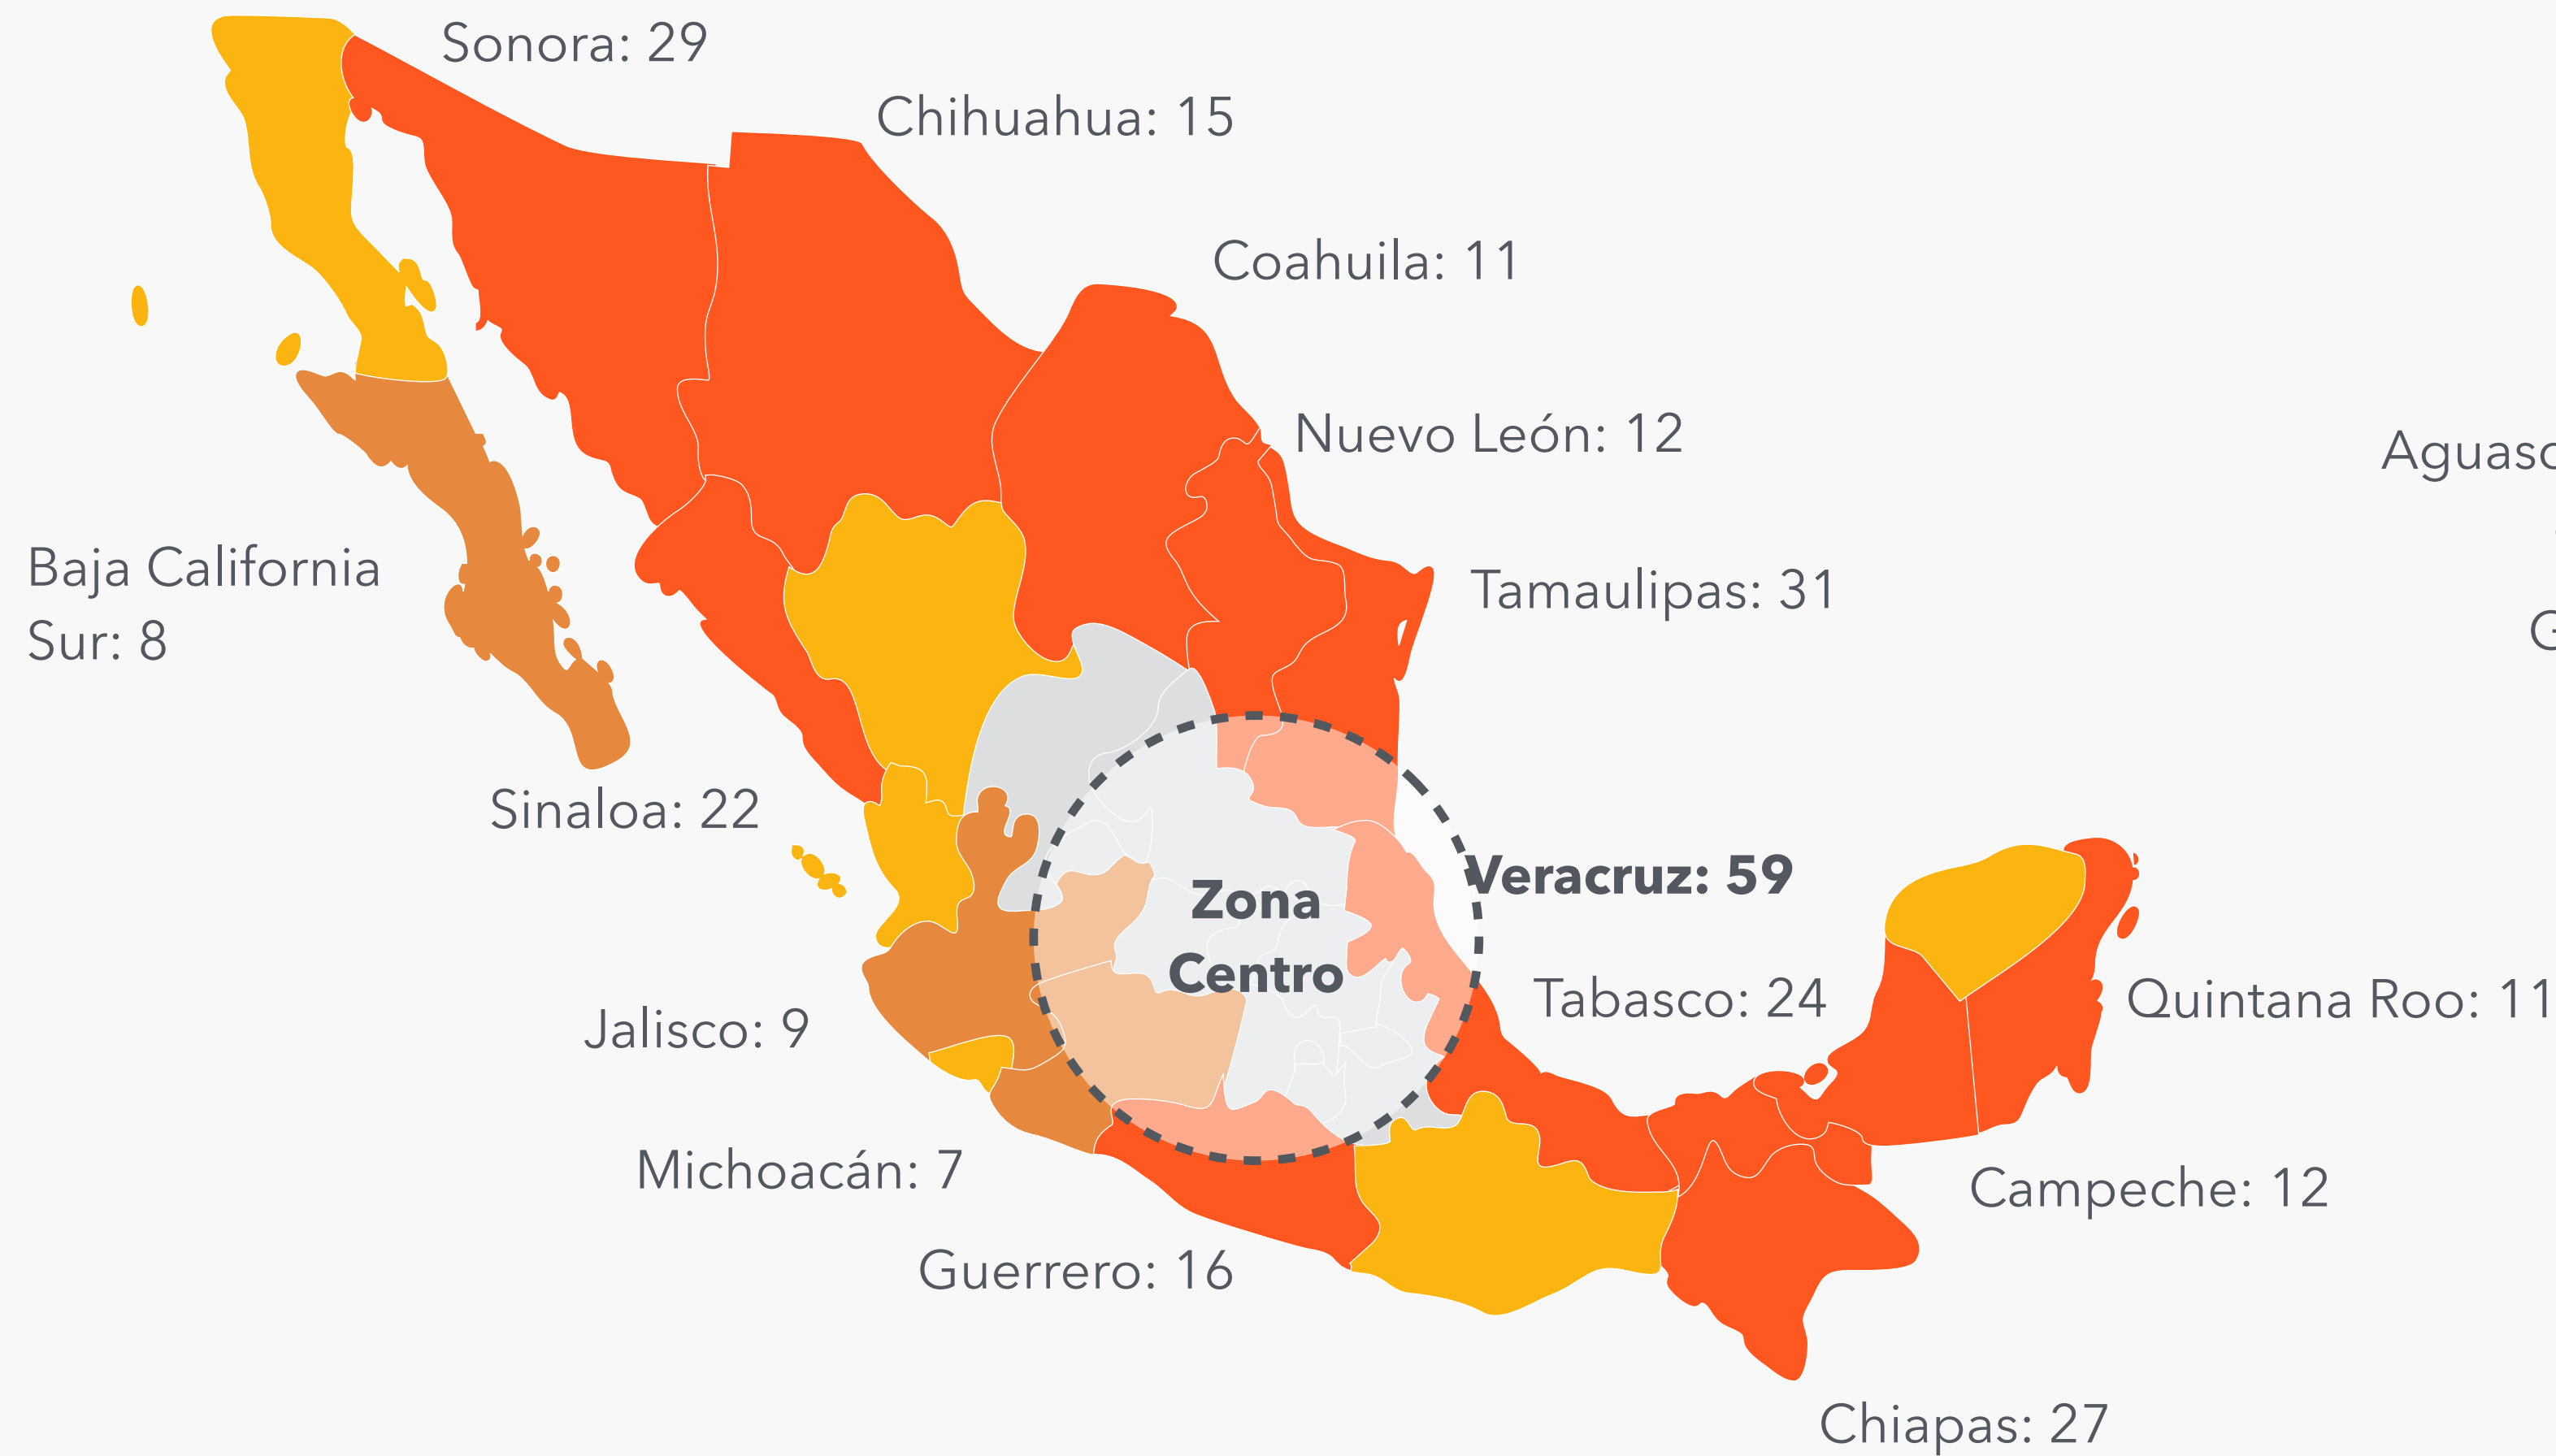 Sonora: 29
Chihuahua: 15
Coahuila: 11
Nuevo León: 12
Tamaulipas: 31
Baja California
Sur: 8
Sinaloa: 22
Veracruz: 59
Zona
Centro
Tabasco: 24
Quintana Roo: 11
Jalisco: 9
Michoacán: 7
Campeche: 12
Guerrero: 16
Chiapas: 27